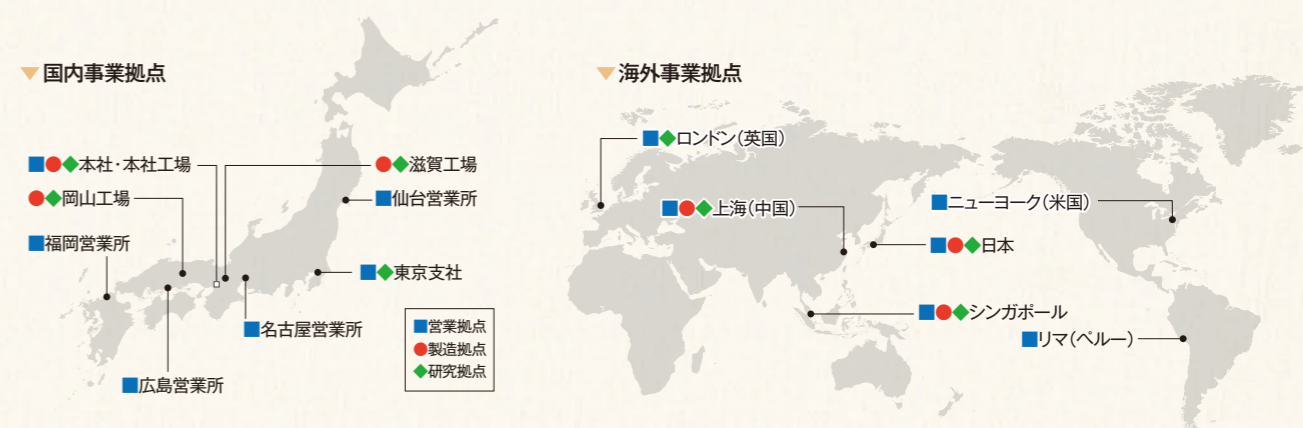 ▼国内事業拠点
■●◆本社・本社工場
●◆岡山工場
■福岡営業所
●◆滋賀工場
■仙台営業所
■◆東京支社
■名古屋営業所
■広島営業所
■営業拠点
●製造拠点
◆研究拠点
▼海外事業拠点
■◆ロンドン（英国）
■●◆上海（中国）
■ニューヨーク（米国）
■●◆日本
■●◆シンガポール
■リマ（ペルー）